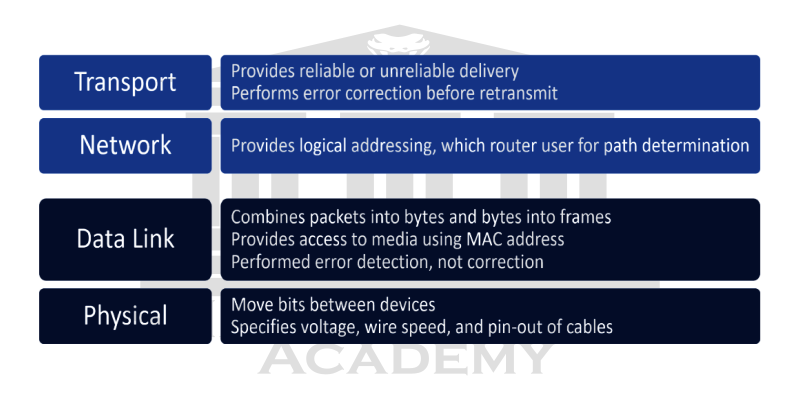 Transport
Provides reliable or unreliable delivery
Performs error correction before retransmit
Network
Provides logical addressing, which router user for path determination
Data Link
Combines packets into bytes and bytes into frames
Provides access to media using MAC address
Performed error detection, not correction
Physical
Move bits between devices
Specifies voltage, wire speed, and pin-out of cables
ACADEMY